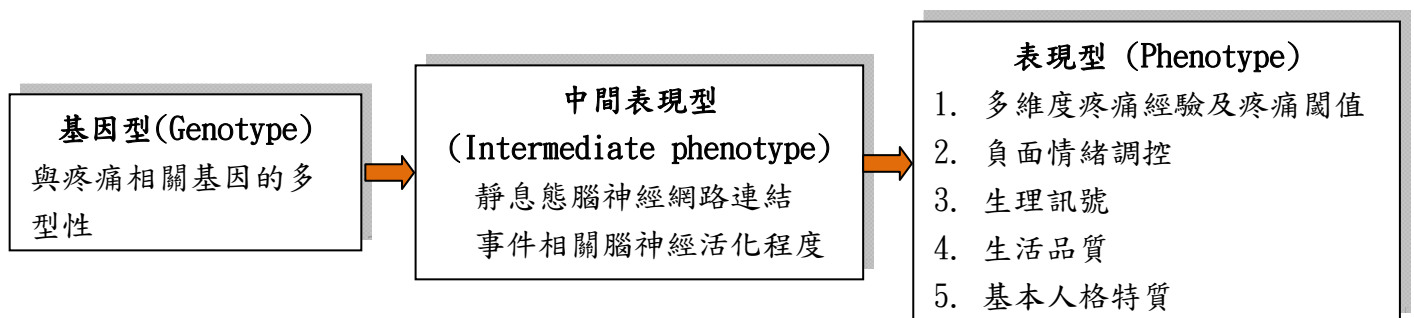 基因型(Genotype)
與疼痛相關基因的多
型性
中間表現型
(Intermediate phenotype)
靜息態腦神經網路連結
事件相關腦神經活化程度
表現型 (Phenotype)
1. 多維度疼痛經驗及疼痛閾值
2. 負面情緒調控
3. 生理訊號
4. 生活品質
5. 基本人格特質